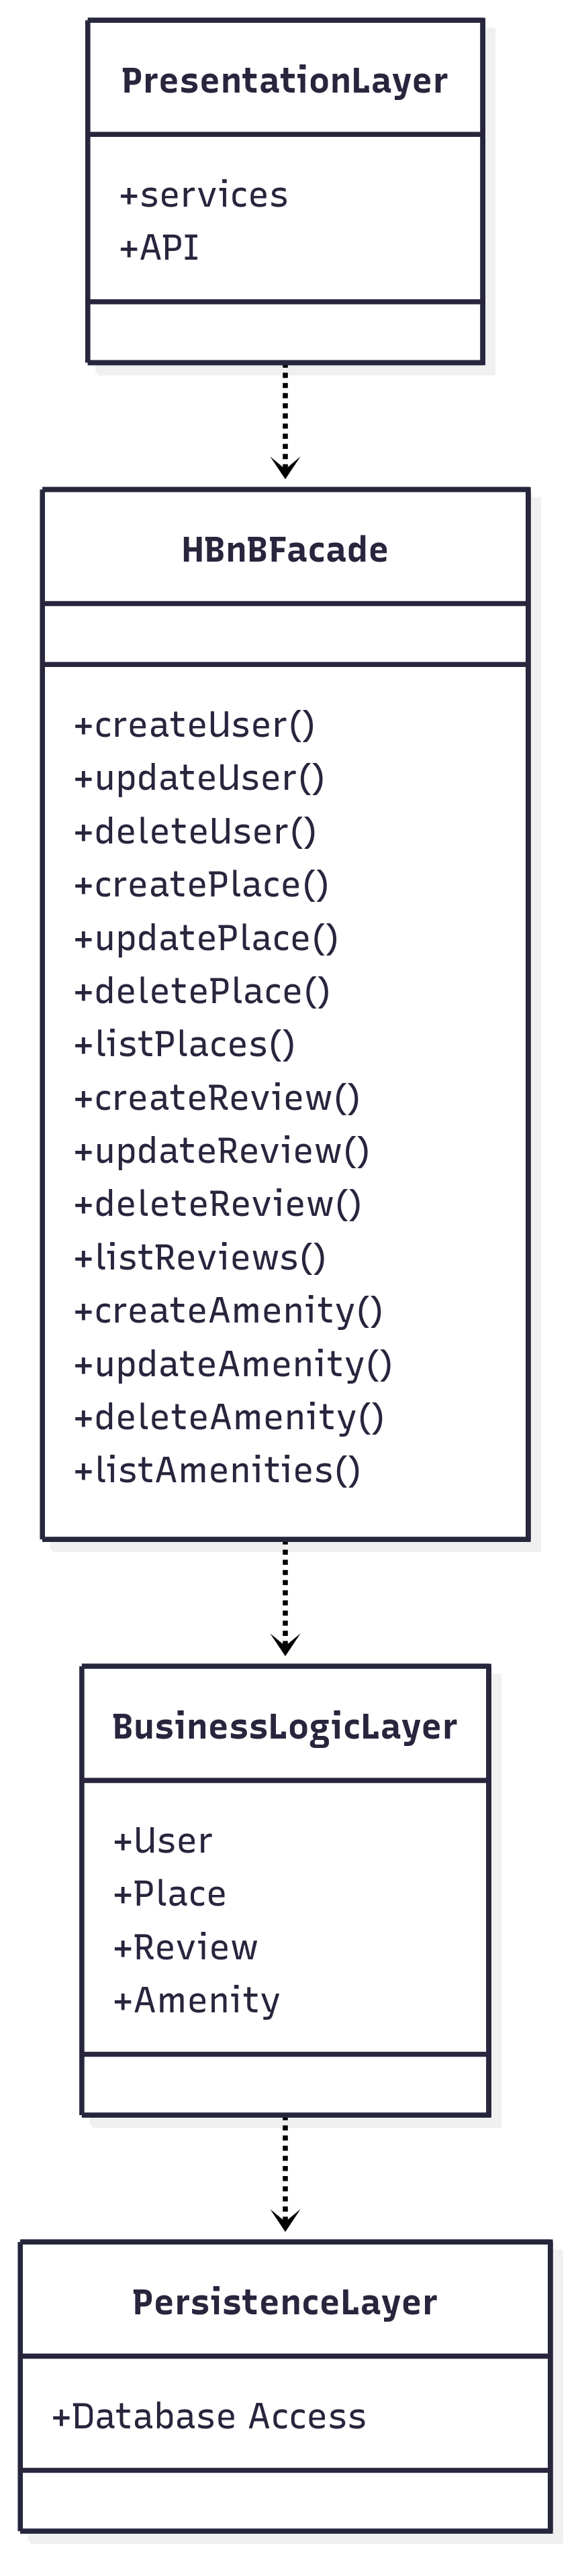 PresentationLayer
+services
+API
HBnBFacade
+createUser()
+updateUser()
+deleteUser()
+createPlace()
+updatePlace()
+deletePlace()
+listPlaces()
+createReview()
+updateReview()
+deleteReview()
+listReviews()
+createAmenity()
+updateAmenity()
+deleteAmenity()
+listAmenities()
BusinessLogicLayer
+User
+Place
+Review
+Amenity
PersistenceLayer
+Database Access